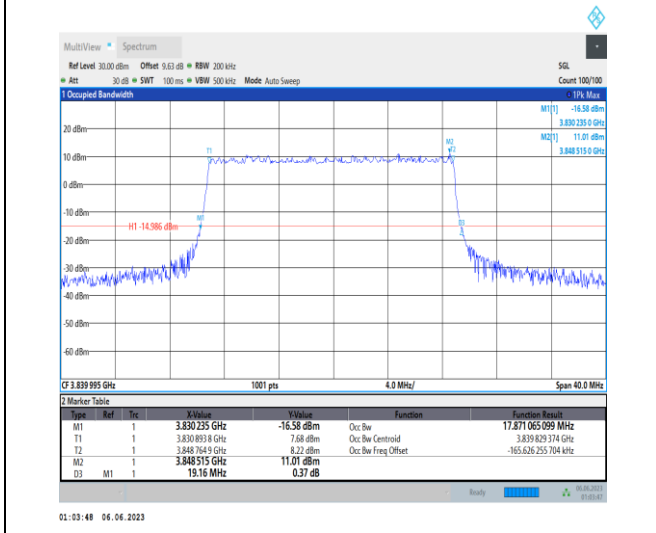 MultiView Spectrum
Ref Level 30.00 dBm Offset 9.63 dB RBW 200 kHz SGL
Att 30 dB SWT 100 ms VBW 500 kHz Mode Auto Sweep Count 100/100
1 Occupied Bandwidth 1Pk Max
M1[1] -16.58 dBm
3.830 235 0 GHz
M2[1] 11.01 dBm
3.848 515 0 GHz
20 dBm
M2
T1 T2
10 dBm
0 dBm
-10 dBm
M1 D3
H1 -14.986 dBm
-20 dBm
-30 dBm
-40 dBm
-50 dBm
-60 dBm
CF 3.839 995 GHz 1001 pts 4.0 MHz/ Span 40.0 MHz
2 Marker Table
Type Ref Trc X-Value Y-Value Function Function Result
M1 1 3.830 235 GHz -16.58 dBm Occ Bw 17.871 065 099 MHz
T1 1 3.830 893 8 GHz 7.68 dBm Occ Bw Centroid 3.839 829 374 GHz
T2 1 3.848 764 9 GHz 8.22 dBm Occ Bw Freq Offset -165.626 255 704 kHz
M2 1 3.848 515 GHz 11.01 dBm
D3 M1 1 19.16 MHz 0.37 dB
Ready 06.06.2023
01:03:47
01:03:48 06.06.2023